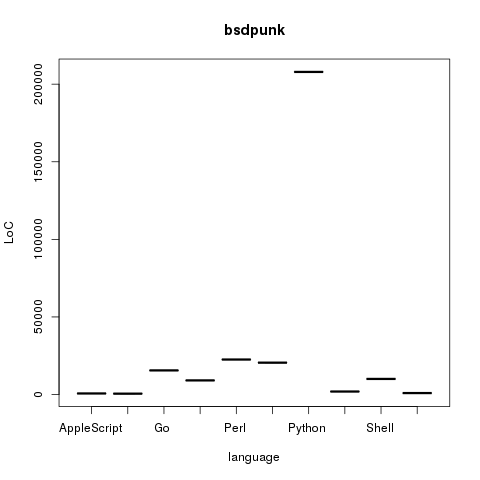 bsdpunk
200000
150000
100000
50000
0
LoC
AppleScript Go Perl Python Shell
language